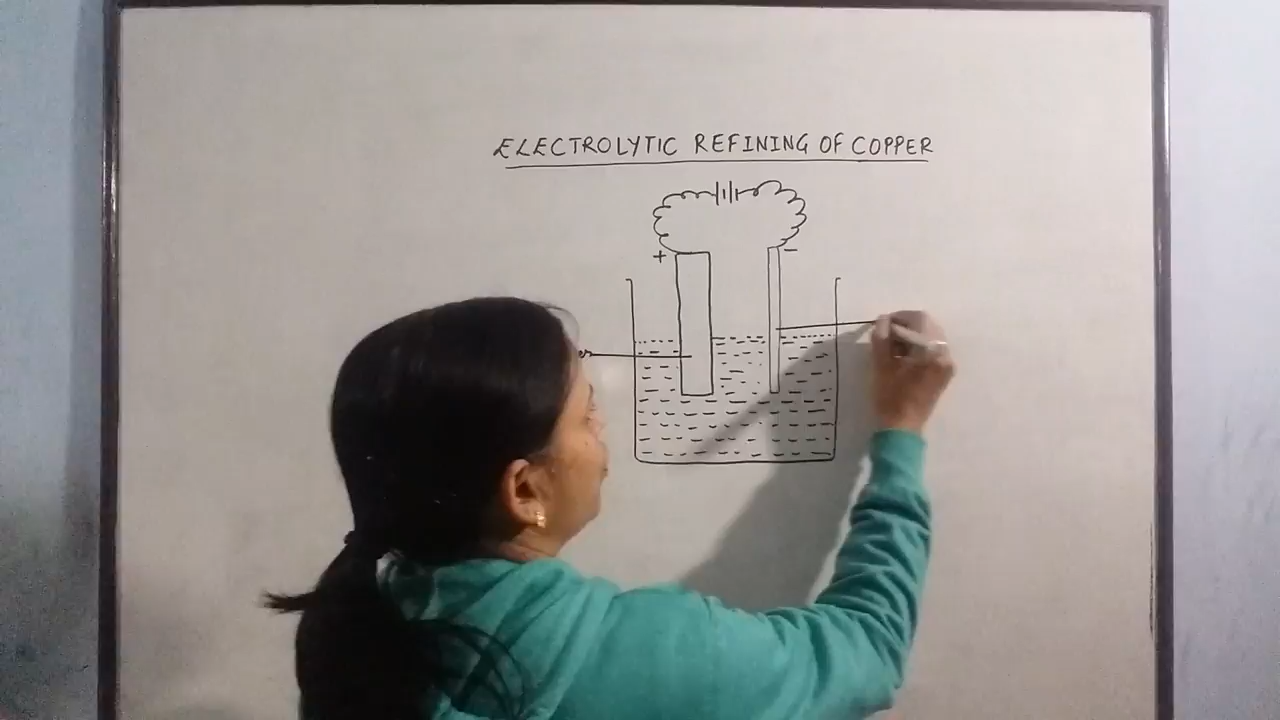 ELECTROLYTIC REFINING OF COPPER
+ −